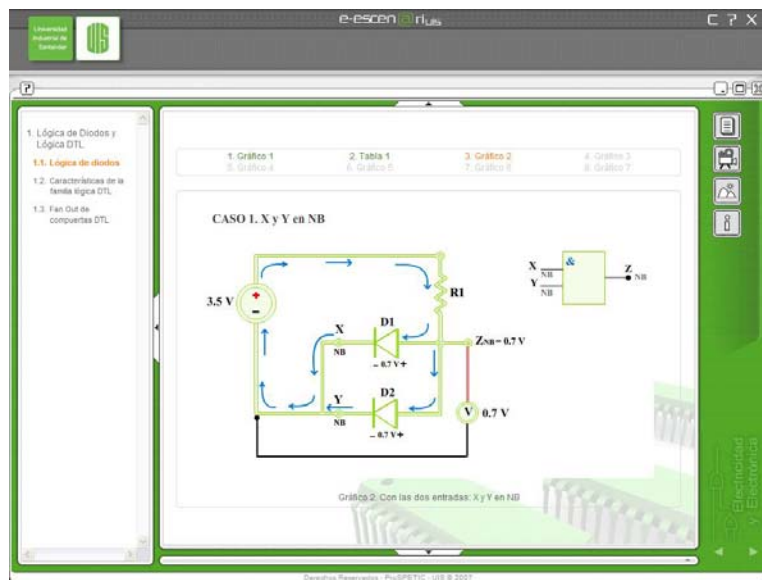 Universidad
Industrial de
Santander
e-escen@riUIS
C ? X
?
1. Lógica de Diodos y
Lógica DTL
1.1. Lógica de diodos
1.2. Características de la
familia lógica DTL
1.3. Fan Out de
compuertas DTL
1. Gráfico 1
2. Tabla 1
3. Gráfico 2
4. Gráfico 3
5. Gráfico 4
6. Gráfico 5
7. Gráfico 6
8. Gráfico 7
CASO 1. X y Y en NB
3.5 V
+
-
R1
D1
X
NB
- 0.7 V +
ZNB = 0.7 V
D2
Y
NB
- 0.7 V +
V 0.7 V
X
NB
Y
NB
&
Z
NB
Gráfico 2. Con las dos entradas: X y Y en NB
Electricidad
y Electrónica
Derechos Reservados - ProSPETIC - UIS © 2007